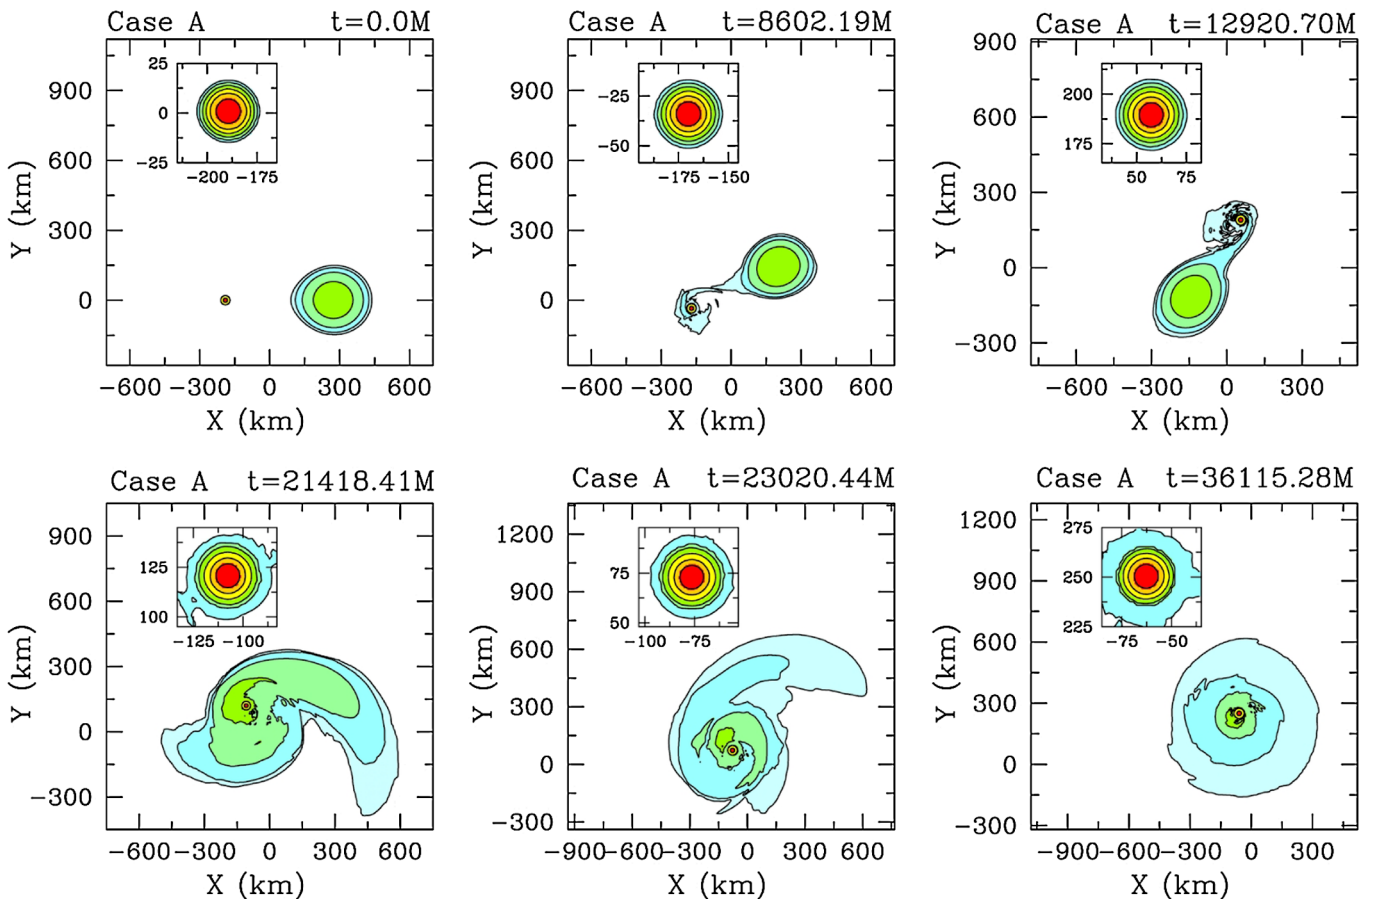 Case A t=0.0M
Case A t=8602.19M
Case A t=12920.70M
25
0
−25
−200 −175
−25
−50
−175 −150
200
175
50 75
900
600
300
0
900
600
300
0
900
600
300
0
−300
Y (km)
Y (km)
Y (km)
−600 −300 0 300 600
−600 −300 0 300 600
−600 −300 0 300
X (km)
X (km)
X (km)
Case A t=21418.41M
Case A t=23020.44M
Case A t=36115.28M
125
100
−125 −100
75
50
−100 −75
275
250
225
−75 −50
900
600
300
0
−300
1200
900
600
300
0
−300
1200
900
600
300
0
−300
Y (km)
Y (km)
Y (km)
−600−300 0 300 600
−900−600−300 0 300 600
−900−600−300 0 300
X (km)
X (km)
X (km)